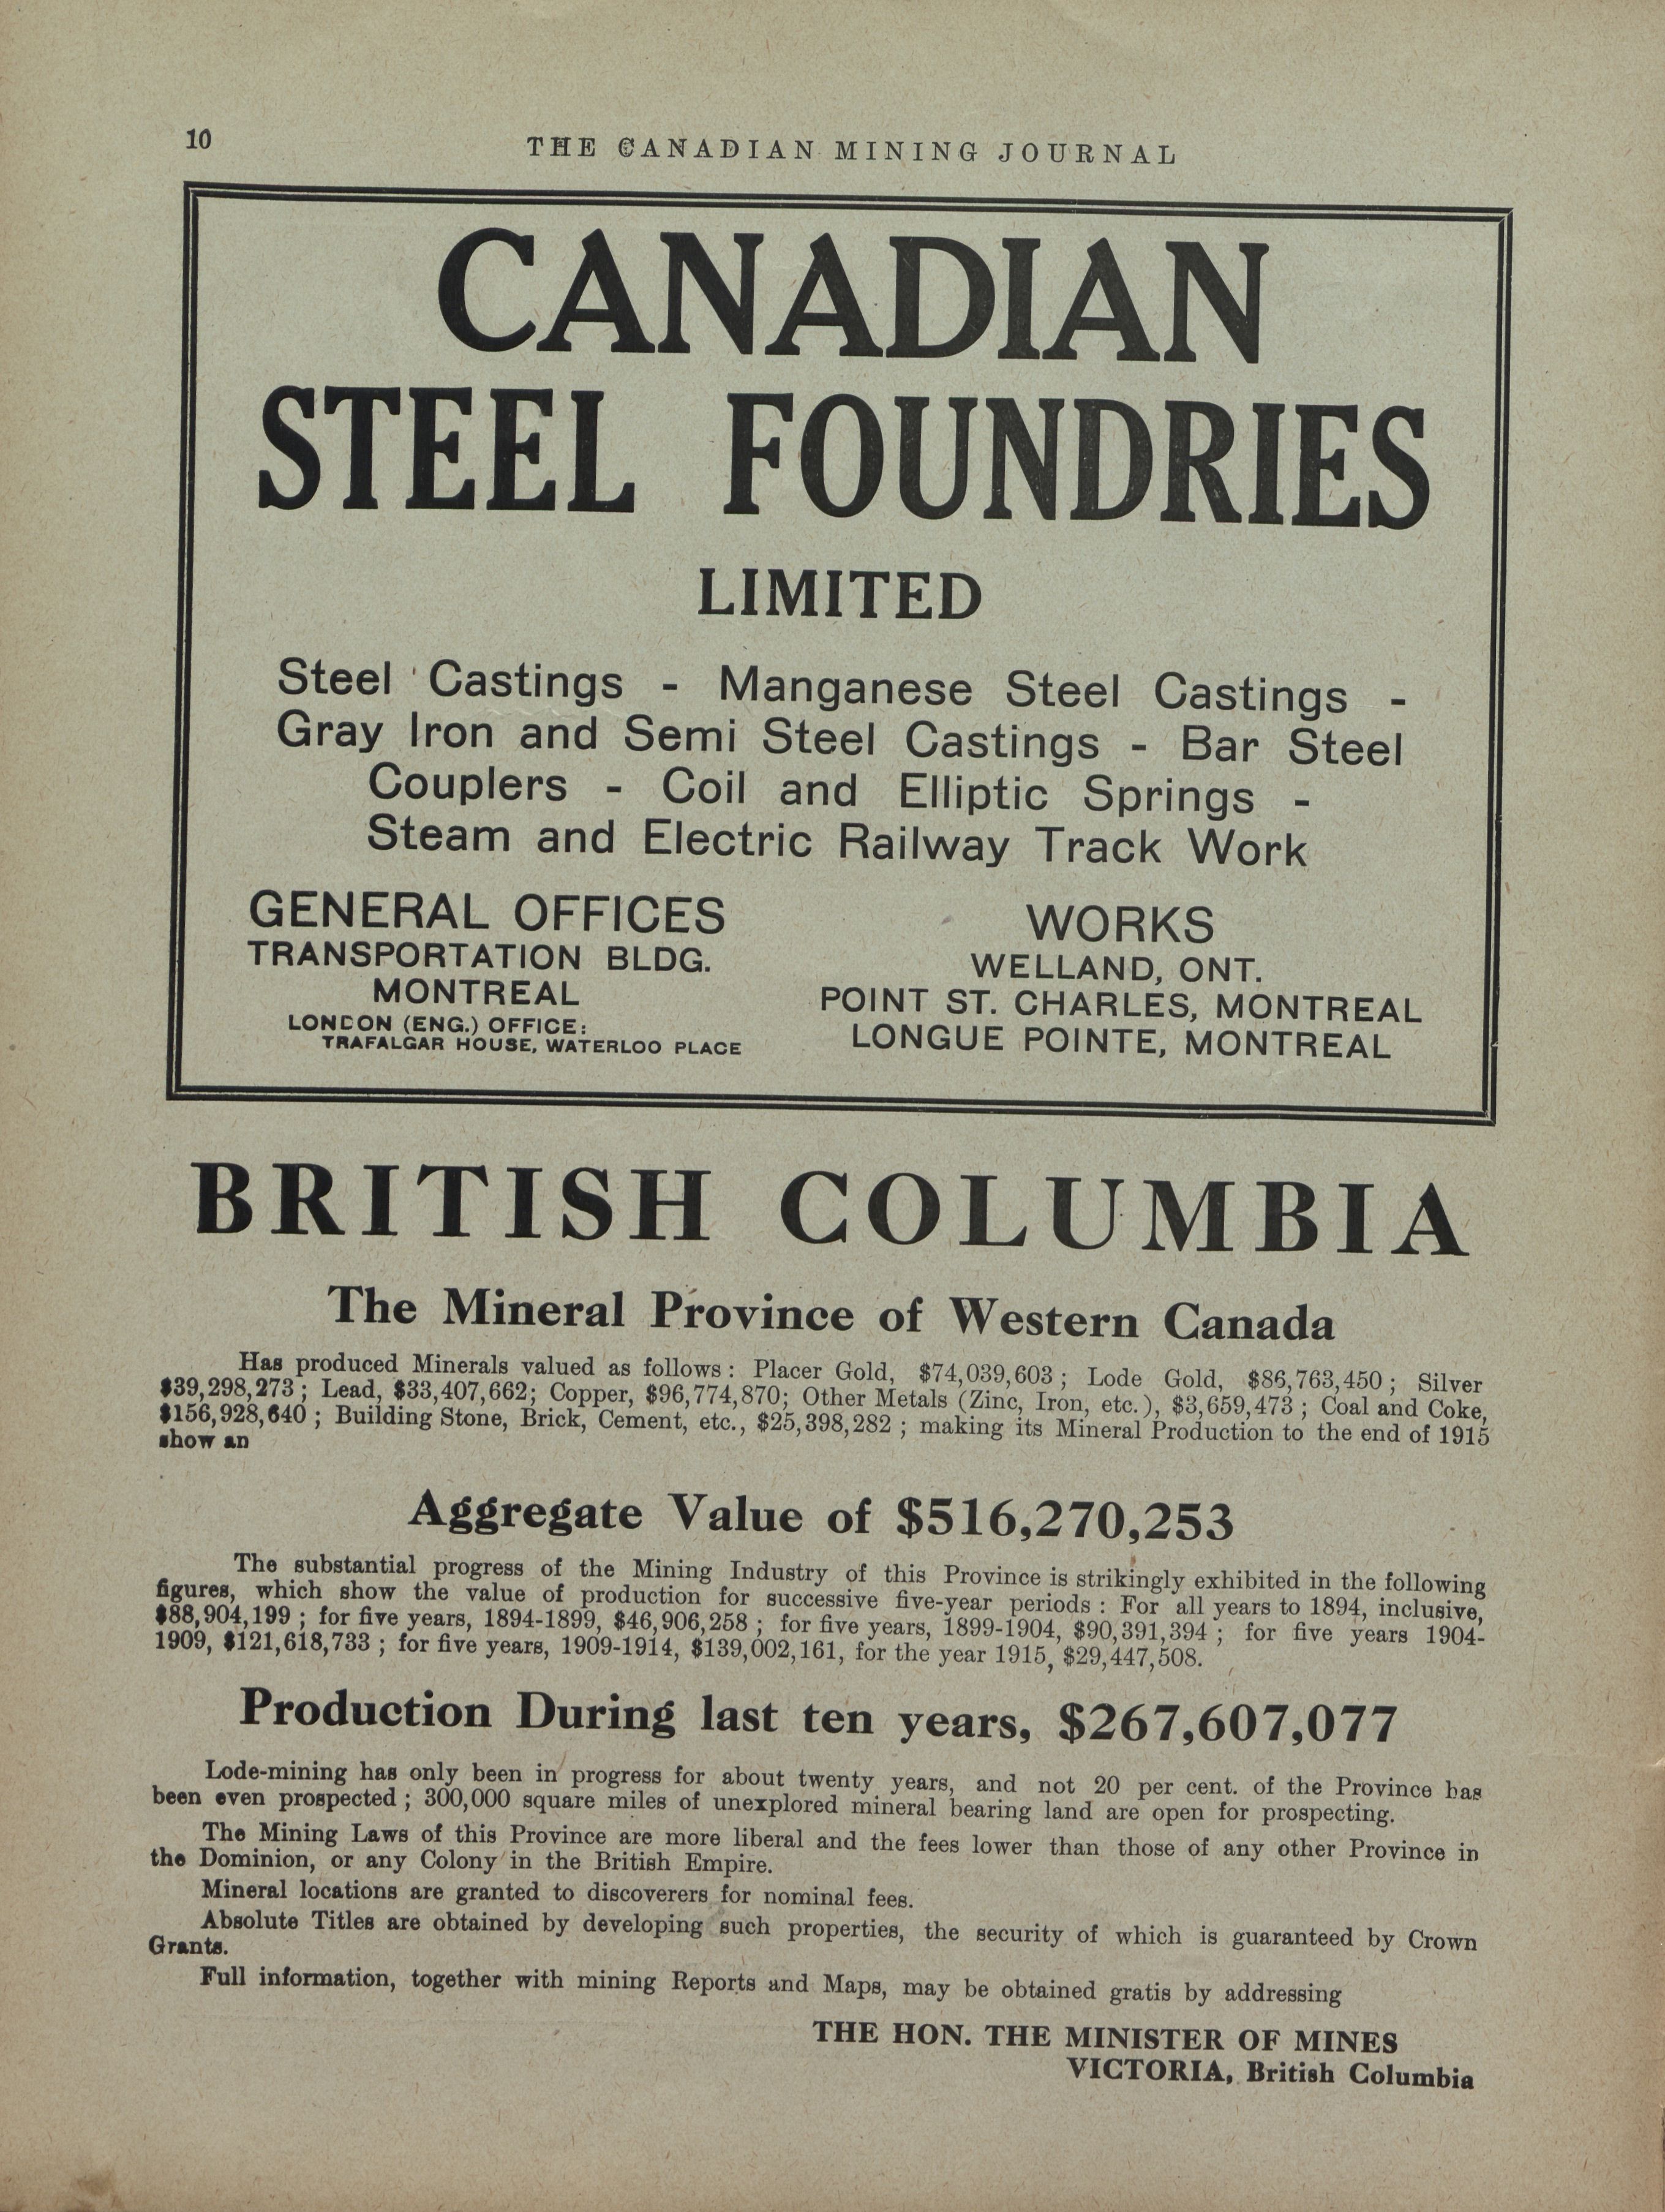 10
THE CANADIAN MINING JOURNAL
CANADIAN
STEEL FOUNDRIES
LIMITED
Steel Castings - Manganese Steel Castings -
Gray Iron and Semi Steel Castings - Bar Steel
Couplers - Coil and Elliptic Springs -
Steam and Electric Railway Track Work
GENERAL OFFICES
TRANSPORTATION BLDG.
MONTREAL
LONDON (ENG.) OFFICE:
TRAFALGAR HOUSE, WATERLOO PLACE
WORKS
WELLAND, ONT.
POINT ST. CHARLES, MONTREAL
LONGUE POINTE, MONTREAL
BRITISH COLUMBIA
The Mineral Province of Western Canada
Has produced Minerals valued as follows: Placer Gold, $74,039,603; Lode Gold, $86,763,450; Silver
$39,298,273; Lead, $33,407,662; Copper, $96,774,870; Other Metals (Zinc, Iron, etc.), $3,659,473; Coal and Coke,
$156,928,640; Building Stone, Brick, Cement, etc., $25,398,282; making its Mineral Production to the end of 1915
show an
Aggregate Value of $516,270,253
The substantial progress of the Mining Industry of this Province is strikingly exhibited in the following
figures, which show the value of production for successive five-year periods: For all years to 1894, inclusive,
$88,904,199; for five years, 1894-1899, $46,906,258; for five years, 1899-1904, $90,391,394; for five years 1904-
1909, $121,618,733; for five years, 1909-1914, $139,002,161, for the year 1915, $29,447,508.
Production During last ten years, $267,607,077
Lode-mining has only been in progress for about twenty years, and not 20 per cent. of the Province has
been even prospected; 300,000 square miles of unexplored mineral bearing land are open for prospecting.
The Mining Laws of this Province are more liberal and the fees lower than those of any other Province in
the Dominion, or any Colony in the British Empire.
Mineral locations are granted to discoverers for nominal fees.
Absolute Titles are obtained by developing such properties, the security of which is guaranteed by Crown
Grants.
Full information, together with mining Reports and Maps, may be obtained gratis by addressing
THE HON. THE MINISTER OF MINES
VICTORIA, British Columbia